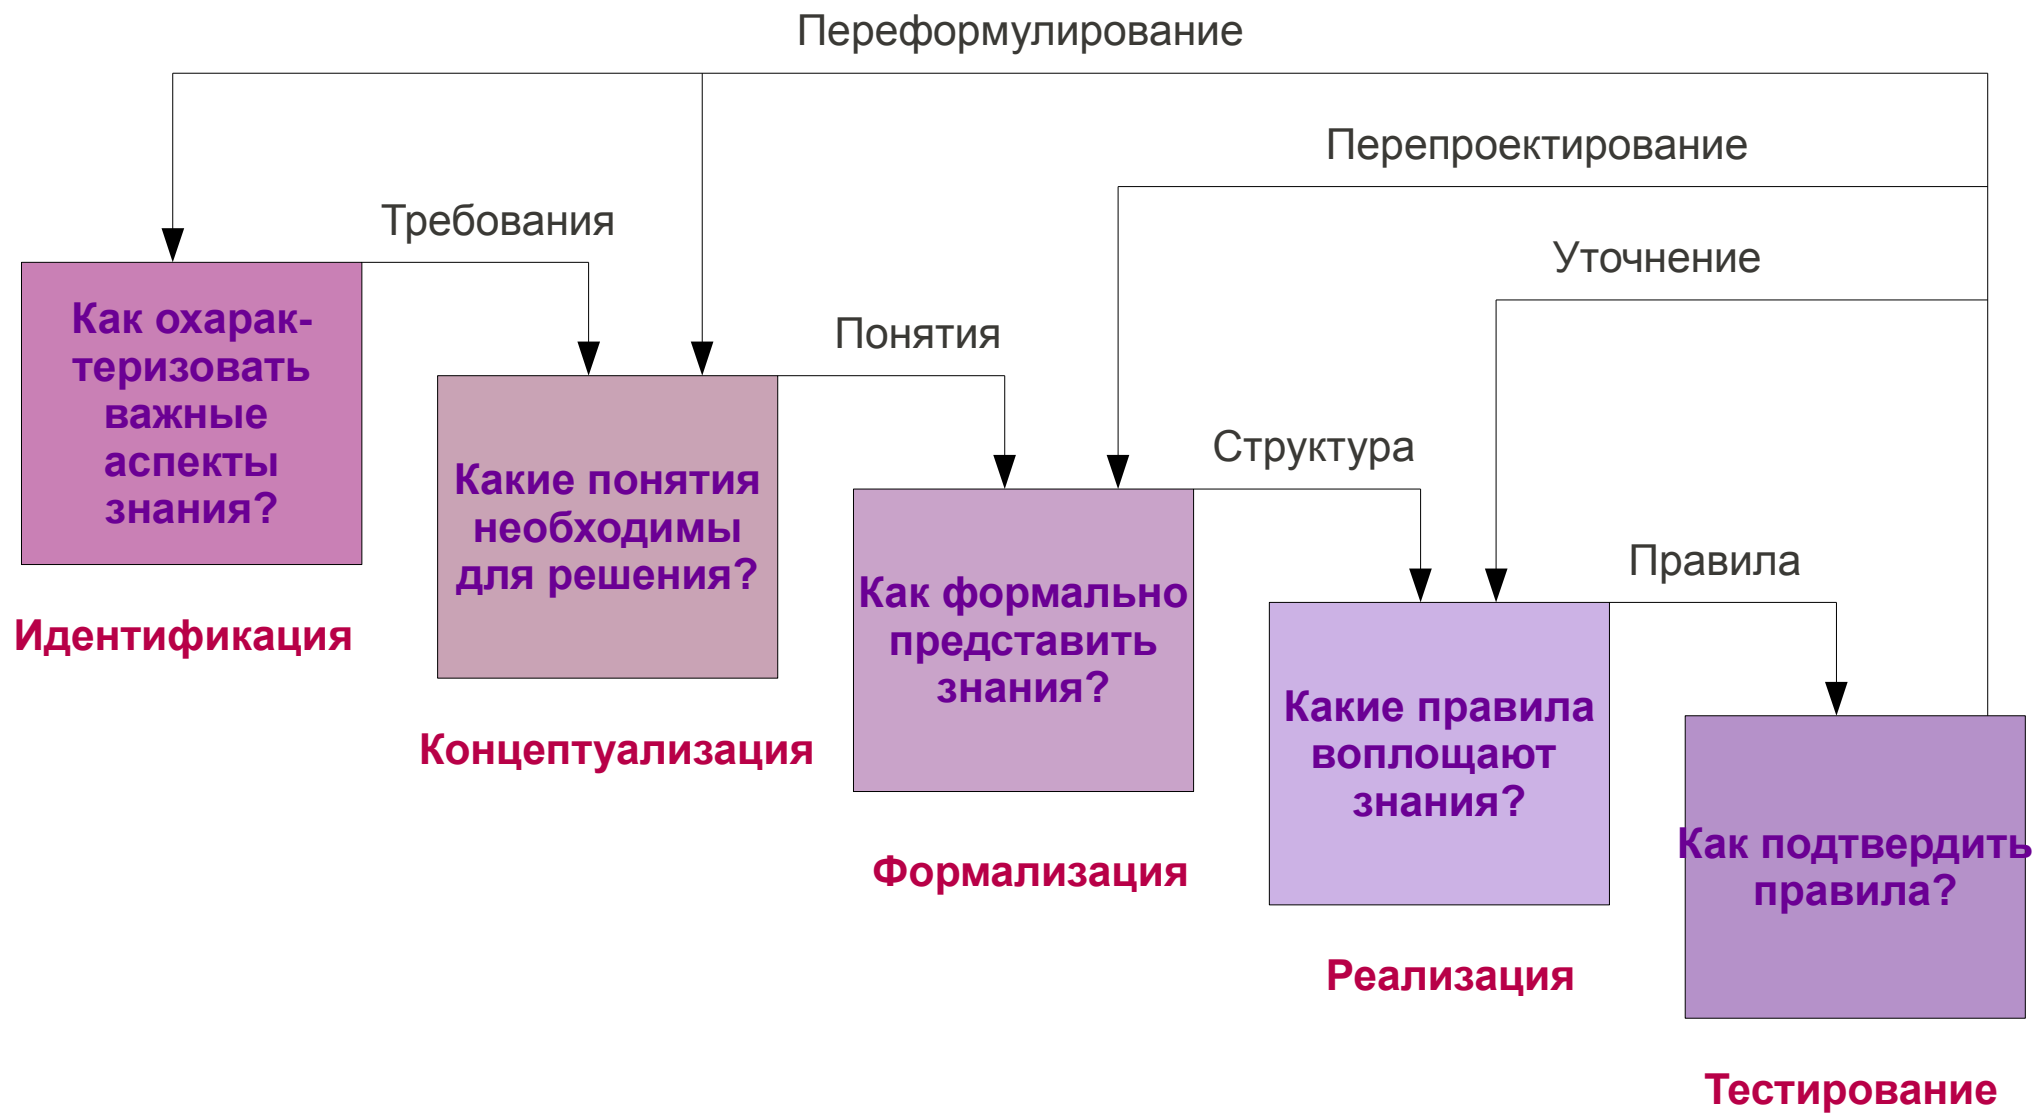 Переформулирование
Перепроектирование
Требования
Уточнение
Как охарак-
теризовать
важные
аспекты
знания?
Понятия
Структура
Какие понятия
необходимы
для решения?
Правила
Идентификация
Как формально
представить
знания?
Какие правила
воплощают
знания?
Концептуализация
Как подтвердить
правила?
Формализация
Реализация
Тестирование